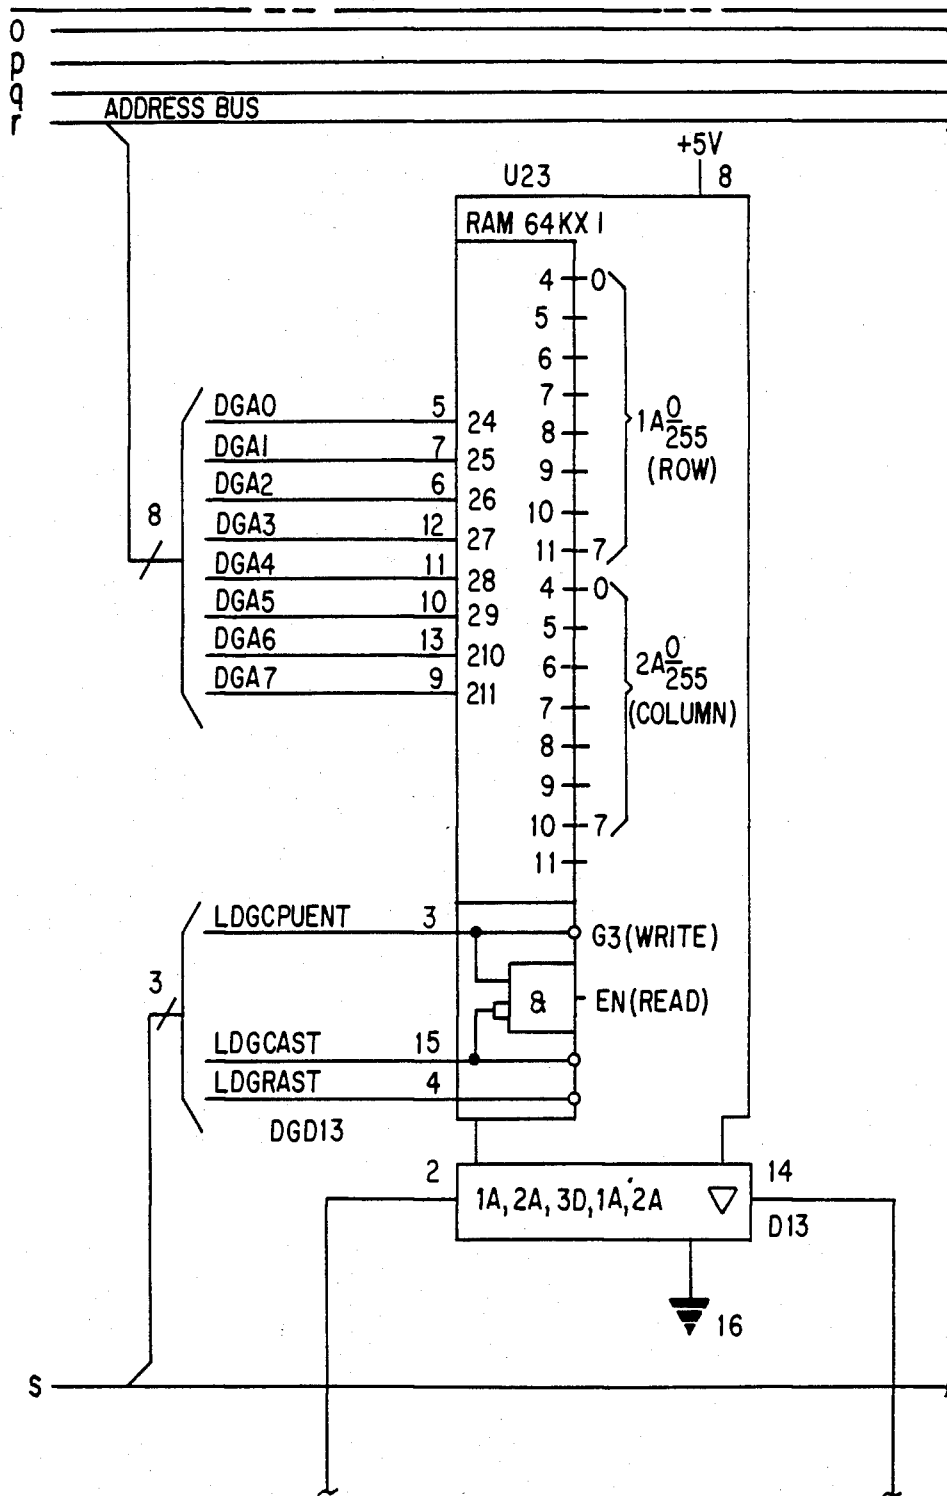 o
p
q
r
ADDRESS BUS
+5V
U23
8
RAM 64KX1
4
0
5
6
7
8
9
10
11
7
1A 0/255
(ROW)
DGA0 5 24
DGA1 7 25
DGA2 6 26
DGA3 12 27
DGA4 11 28
DGA5 10 29
DGA6 13 210
DGA7 9 211
8
4
0
5
6
7
8
9
10
7
11
2A 0/255
(COLUMN)
LDGCPUENT 3
G3(WRITE)
3
&
EN(READ)
LDGCAST 15
LDGRAST 4
DGD13
2
1A, 2A, 3D, 1A, 2A
14
D13
16
s